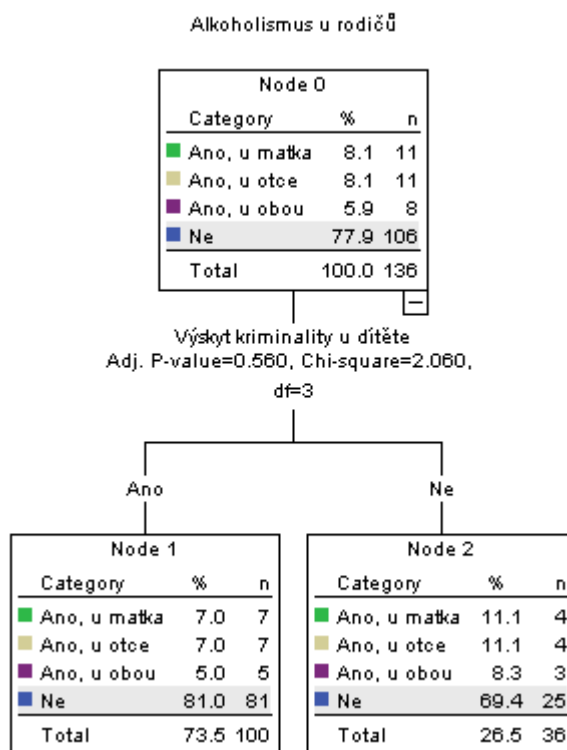 Alkoholismus u rodičů
Node 0
Category % n
Ano, u matka 8.1 11
Ano, u otce 8.1 11
Ano, u obou 5.9 8
Ne 77.9 106
Total 100.0 136
Výskyt kriminality u dítěte
Adj. P-value=0.560, Chi-square=2.060,
df=3
Ano Ne
Node 1
Category % n
Ano, u matka 7.0 7
Ano, u otce 7.0 7
Ano, u obou 5.0 5
Ne 81.0 81
Total 73.5 100
Node 2
Category % n
Ano, u matka 11.1 4
Ano, u otce 11.1 4
Ano, u obou 8.3 3
Ne 69.4 25
Total 26.5 36